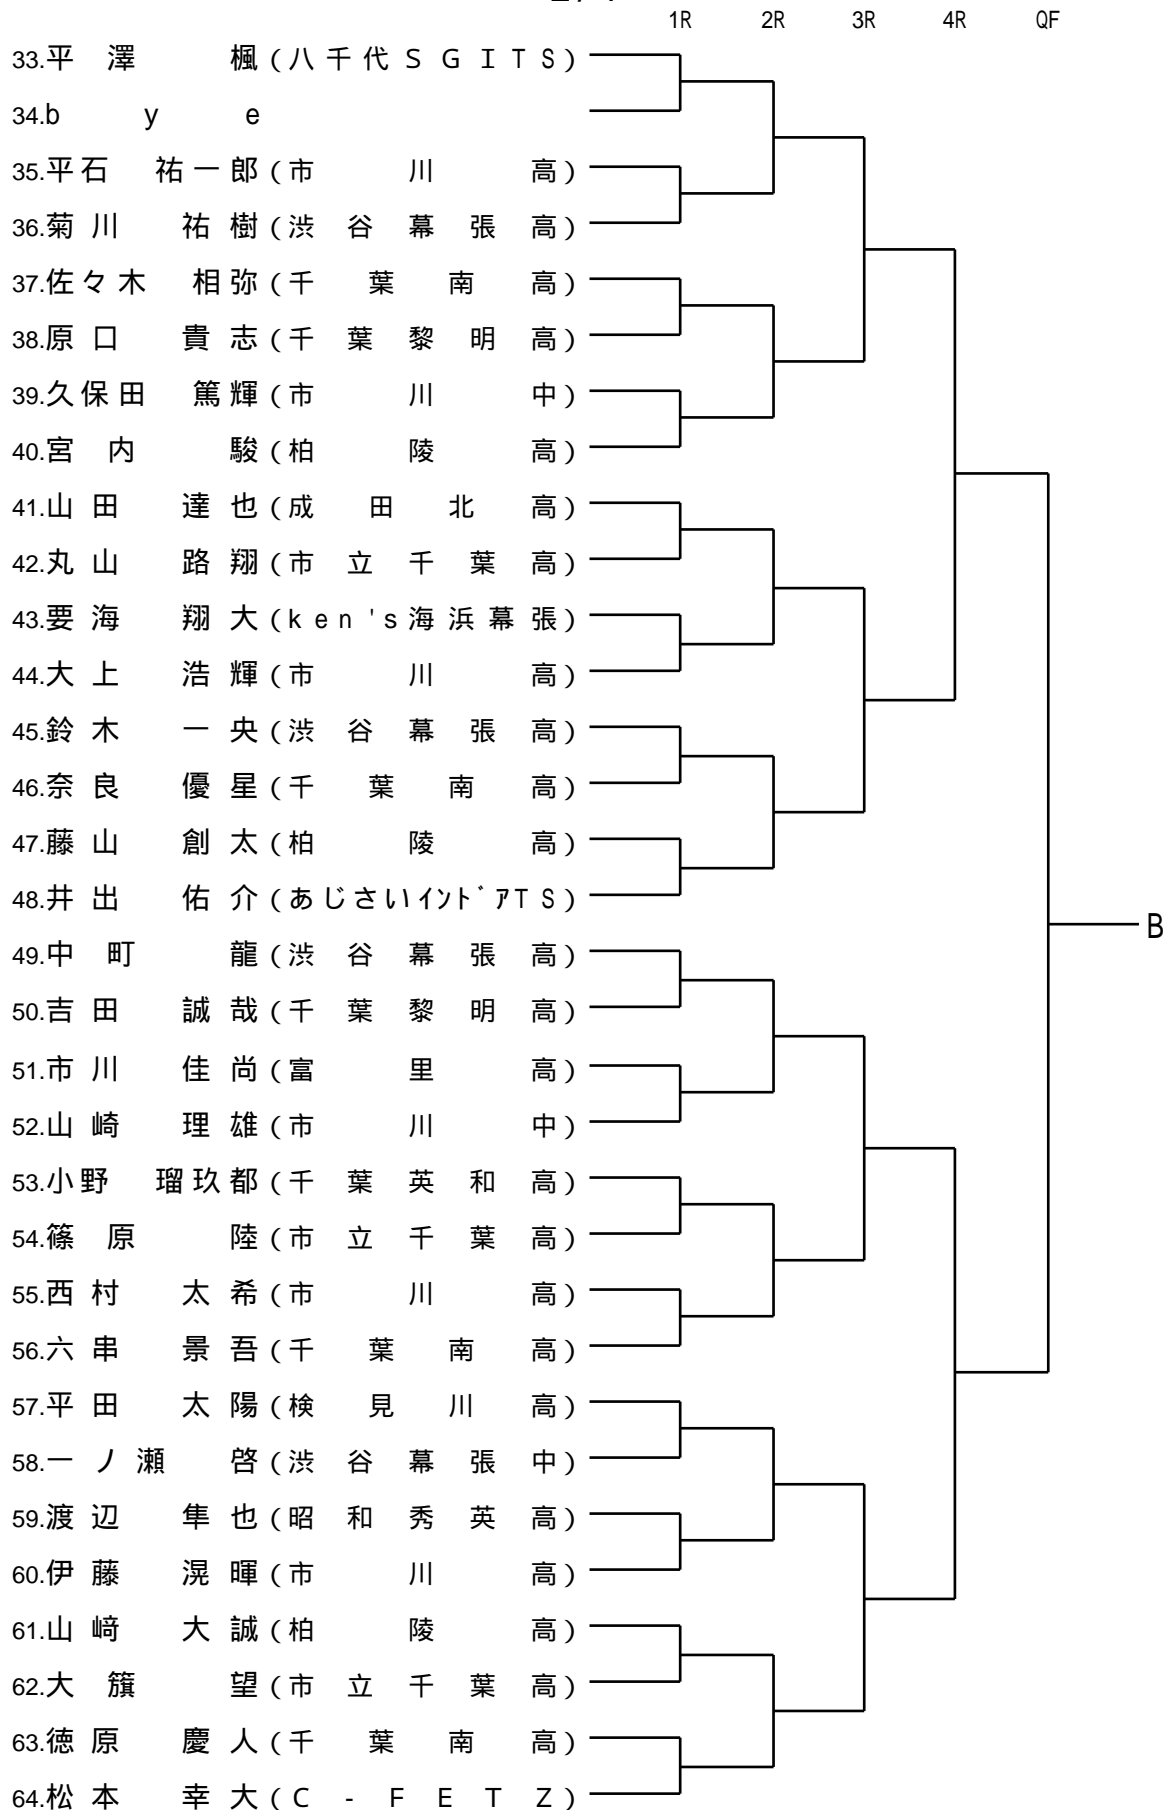 1R 2R 3R 4R QF
33.平澤 楓(八千代SGITS)
34.bye
35.平石 祐一郎(市川高)
36.菊川 祐樹(渋谷幕張高)
37.佐々木 相弥(千葉南高)
38.原口 貴志(千葉黎明高)
39.久保田 篤輝(市川中)
40.宮内 駿(柏陵高)
41.山田 達也(成田北高)
42.丸山 路翔(市立千葉高)
43.要海 翔大(ken's海浜幕張)
44.大上 浩輝(市川高)
45.鈴木 一央(渋谷幕張高)
46.奈良 優星(千葉南高)
47.藤山 創太(柏陵高)
48.井出 佑介(あじさいインドアTS)
B
49.中町 龍(渋谷幕張高)
50.吉田 誠哉(千葉黎明高)
51.市川 佳尚(富里高)
52.山崎 理雄(市川中)
53.小野 瑠玖都(千葉英和高)
54.篠原 陸(市立千葉高)
55.西村 太希(市川高)
56.六串 景吾(千葉南高)
57.平田 太陽(検見川高)
58.一ノ瀬 啓(渋谷幕張中)
59.渡辺 隼也(昭和秀英高)
60.伊藤 滉暉(市川高)
61.山﨑 大誠(柏陵高)
62.大籏 望(市立千葉高)
63.徳原 慶人(千葉南高)
64.松本 幸大(C-FETZ)